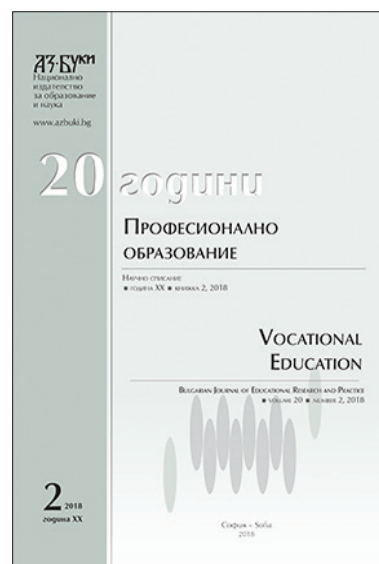 АЗ·БУКИ
Национално
издателство
за образование
и наука
www.azbuki.bg
20 години
Професионално
образование
Научно списание
▪ година XX ▪ книжка 2, 2018
Vocational
Education
Bulgarian Journal of Educational Research and Practice
▪ volume 20 ▪ number 2, 2018
2 2018
година XX
София – Sofia
2018